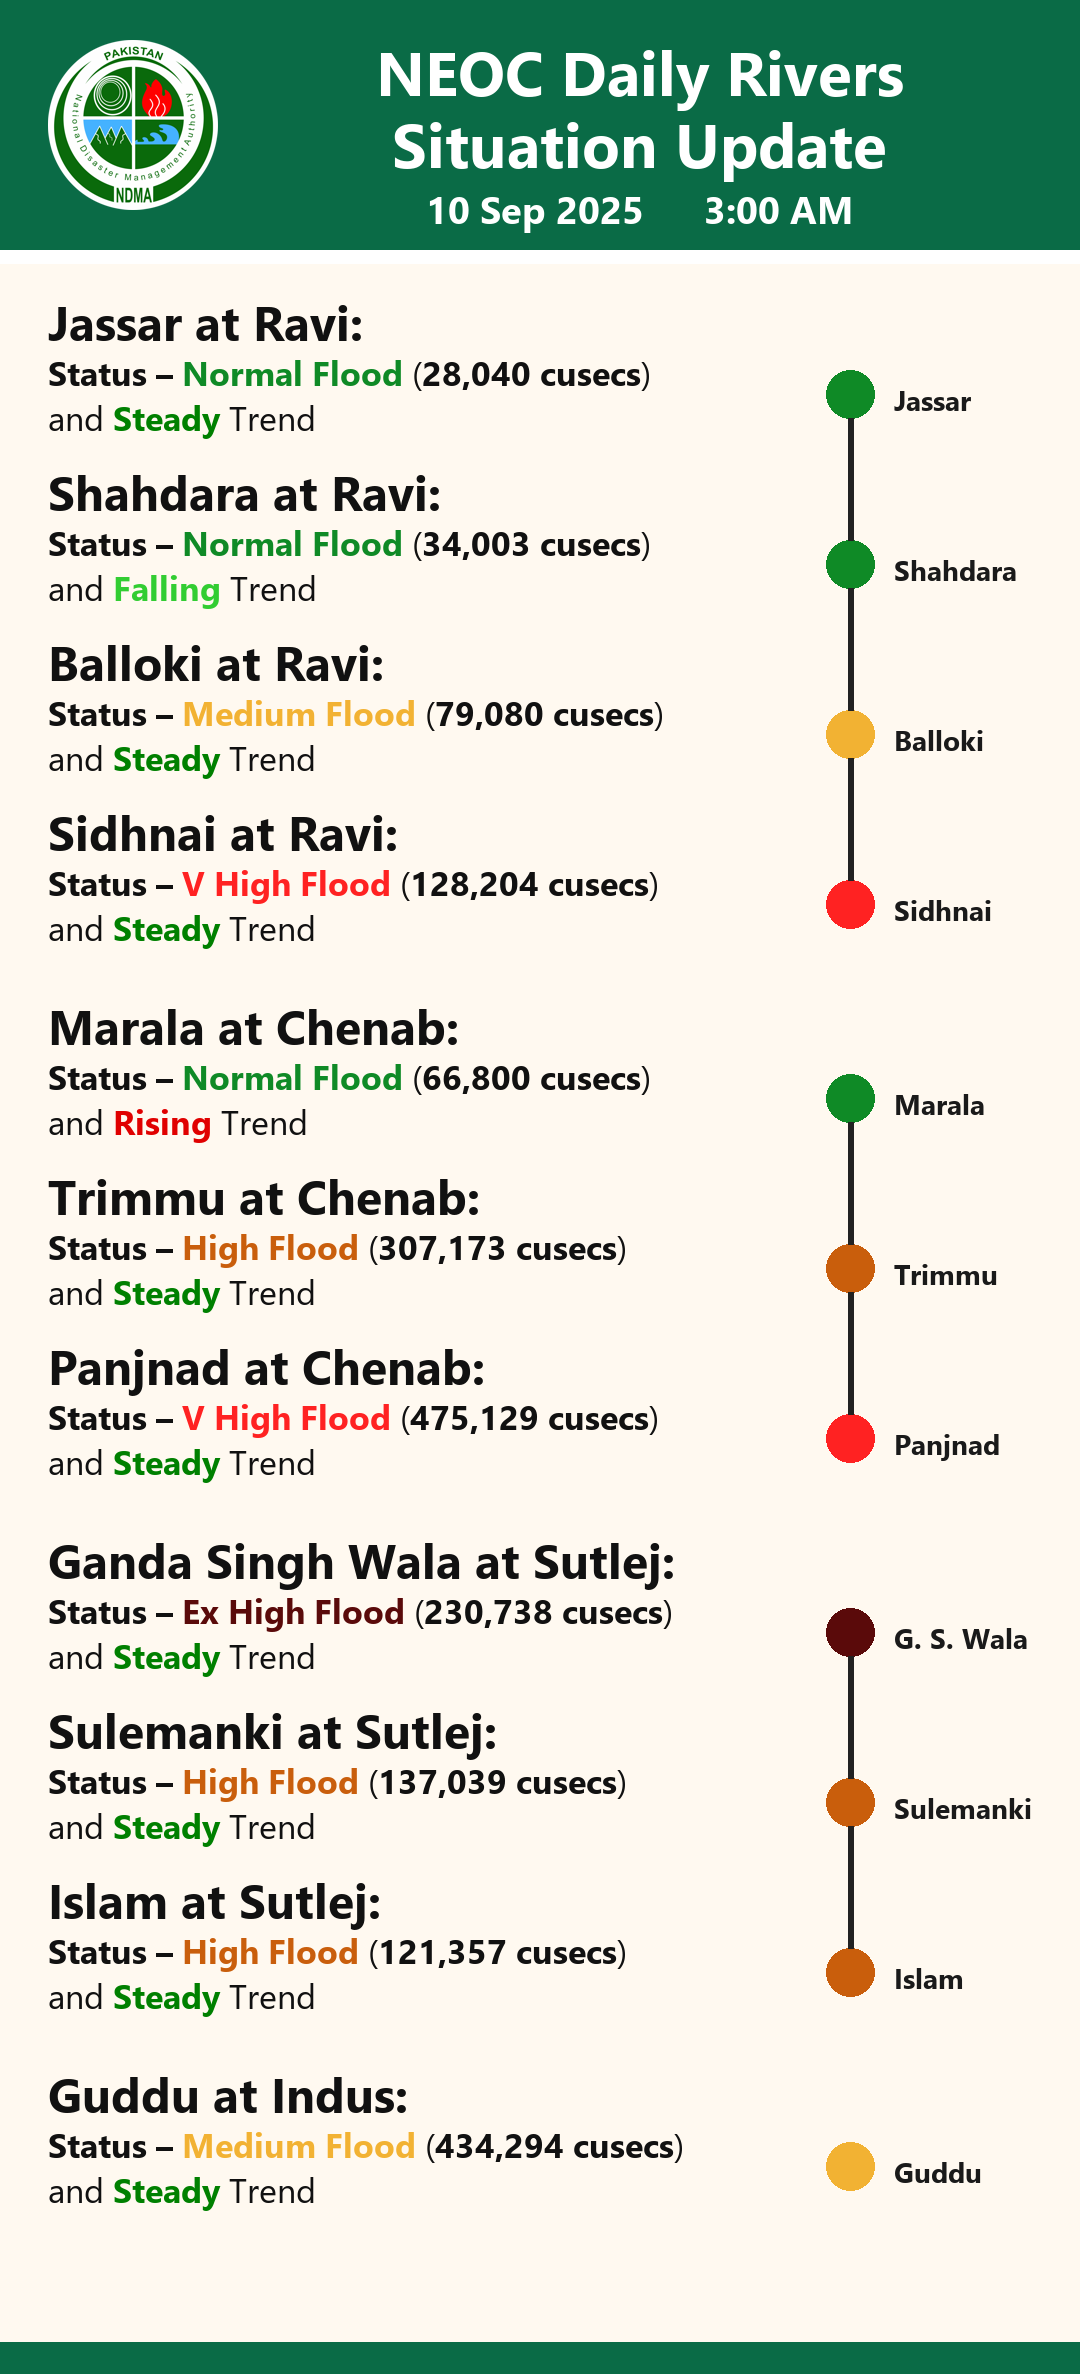 PAKISTAN
National Disaster Management Authority
NDMA
NEOC Daily Rivers
Situation Update
10 Sep 2025 3:00 AM
Jassar at Ravi:
Status – Normal Flood (28,040 cusecs)
and Steady Trend
Jassar
Shahdara at Ravi:
Status – Normal Flood (34,003 cusecs)
and Falling Trend
Shahdara
Balloki at Ravi:
Status – Medium Flood (79,080 cusecs)
and Steady Trend
Balloki
Sidhnai at Ravi:
Status – V High Flood (128,204 cusecs)
and Steady Trend
Sidhnai
Marala at Chenab:
Status – Normal Flood (66,800 cusecs)
and Rising Trend
Marala
Trimmu at Chenab:
Status – High Flood (307,173 cusecs)
and Steady Trend
Trimmu
Panjnad at Chenab:
Status – V High Flood (475,129 cusecs)
and Steady Trend
Panjnad
Ganda Singh Wala at Sutlej:
Status – Ex High Flood (230,738 cusecs)
and Steady Trend
G. S. Wala
Sulemanki at Sutlej:
Status – High Flood (137,039 cusecs)
and Steady Trend
Sulemanki
Islam at Sutlej:
Status – High Flood (121,357 cusecs)
and Steady Trend
Islam
Guddu at Indus:
Status – Medium Flood (434,294 cusecs)
and Steady Trend
Guddu